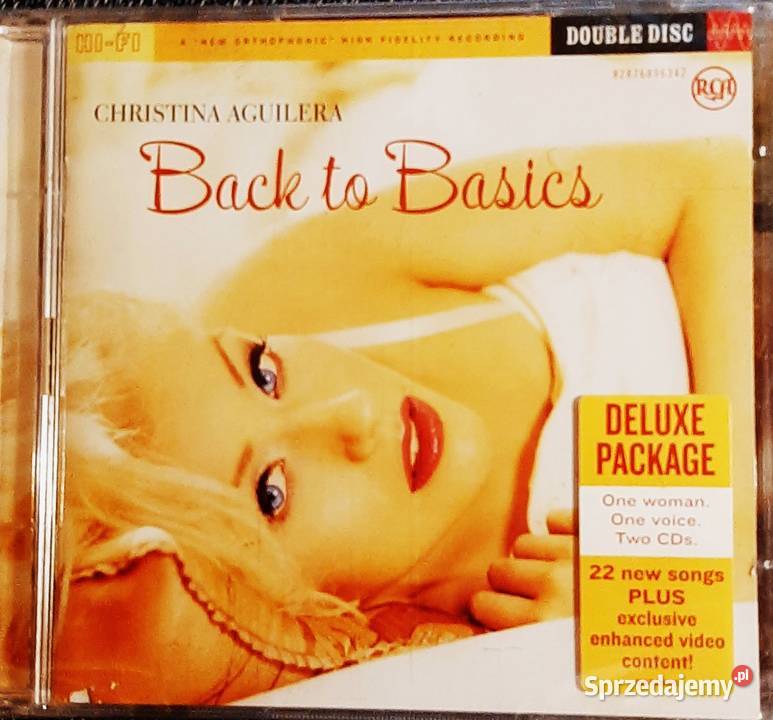 HI-FI
A "NEW ORTHOPHONIC" HIGH FIDELITY RECORDING
DOUBLE DISC
82876896342
RCA
CHRISTINA AGUILERA
Back to Basics
DELUXE
PACKAGE
One woman.
One voice.
Two CDs.
22 new songs
PLUS
exclusive
enhanced video
content!
Sprzedajemy.pl